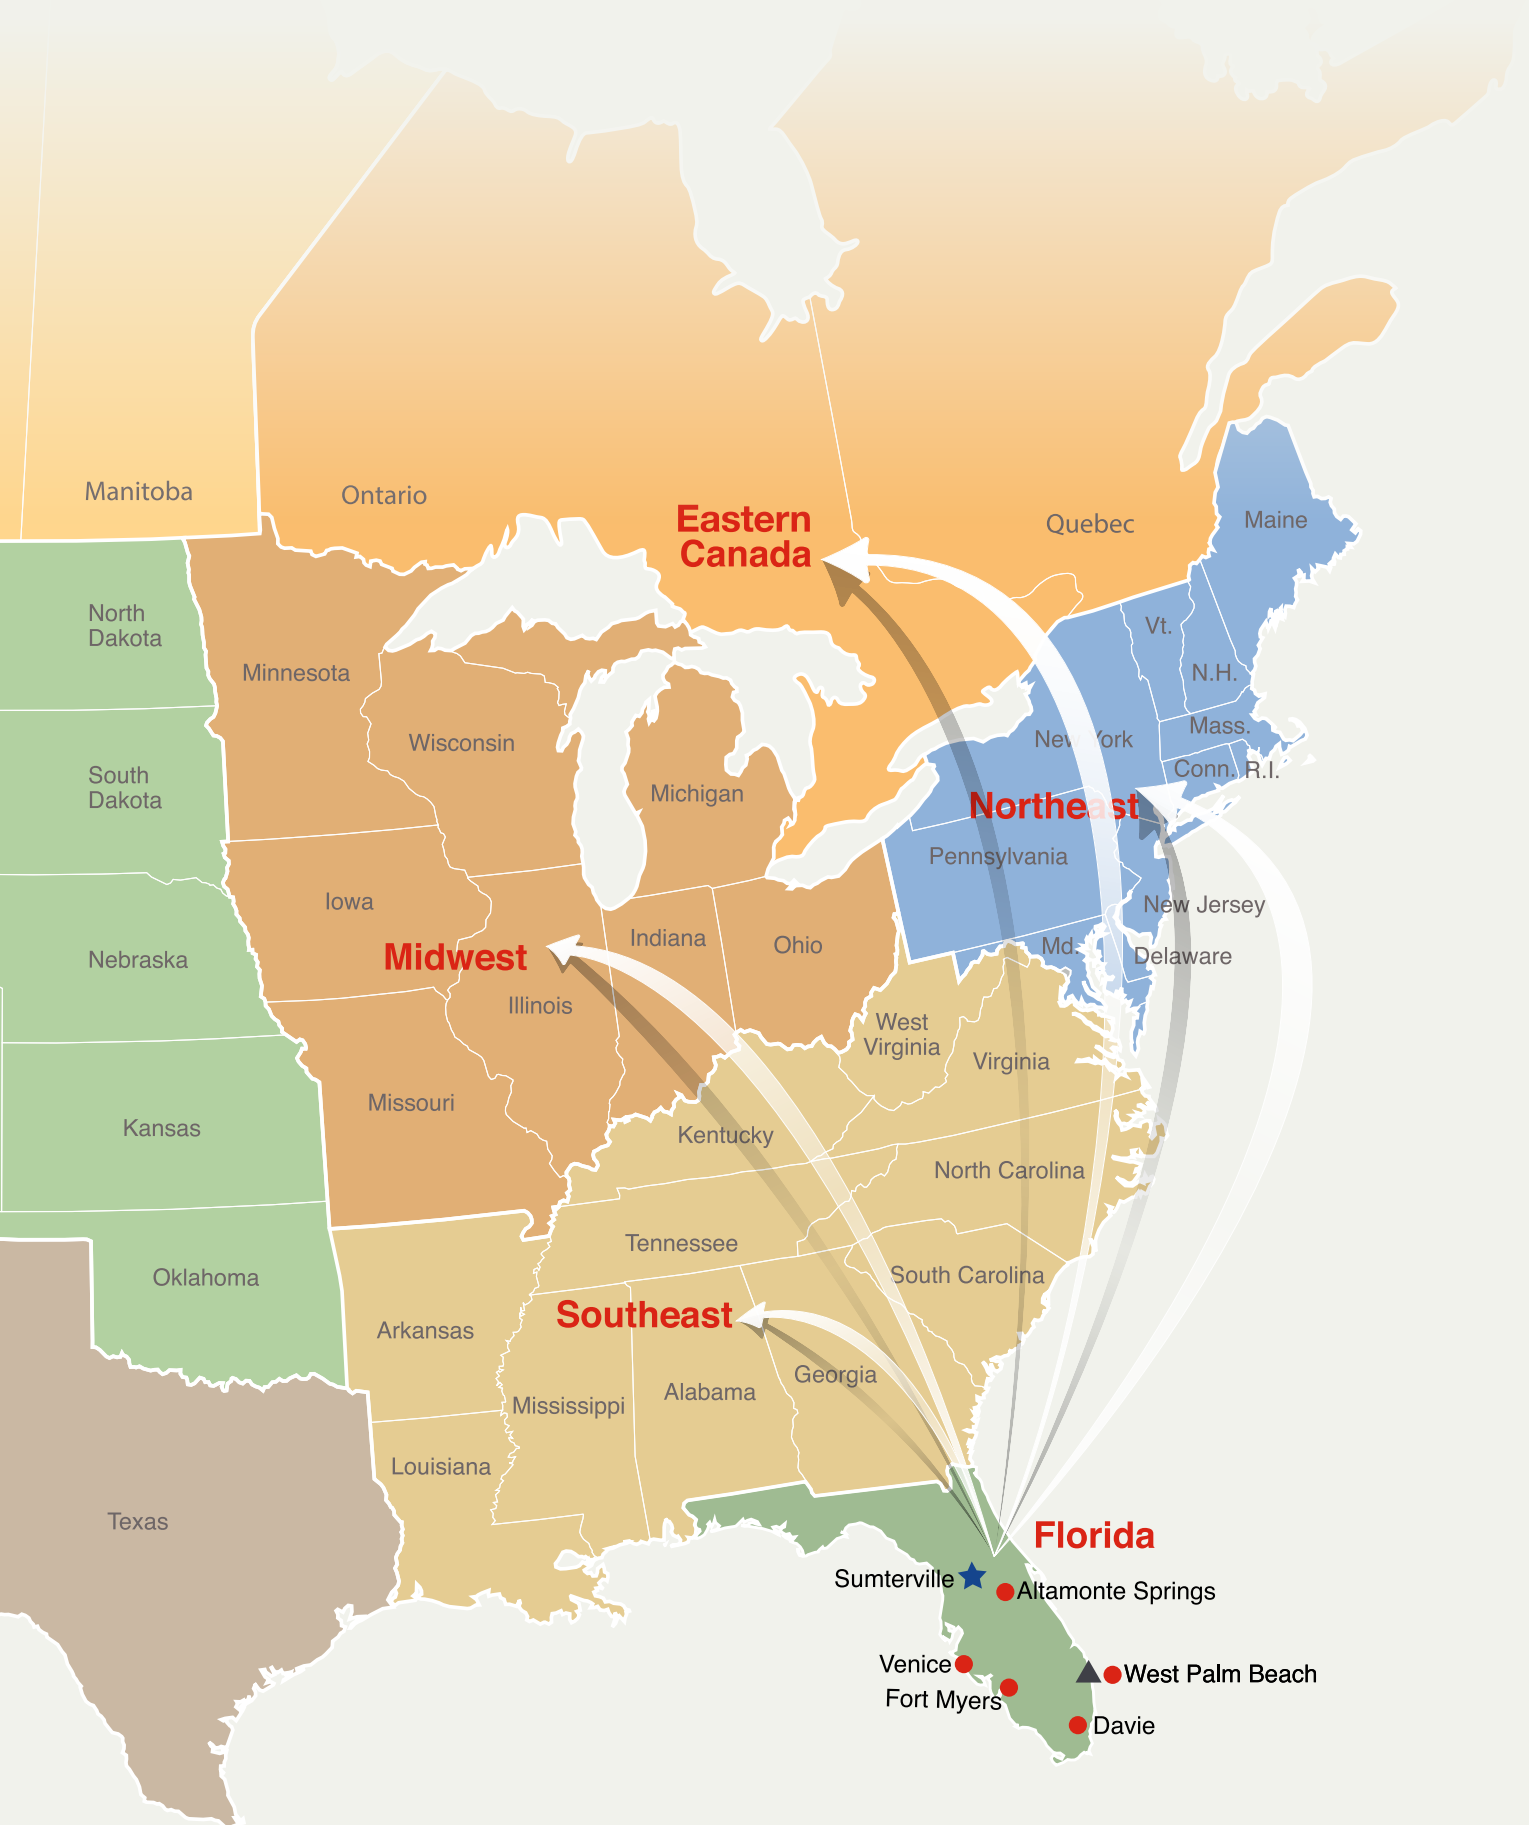 Manitoba
Ontario
Eastern
Canada
Quebec
Maine
North
Dakota
Minnesota
Vt.
N.H.
Wisconsin
New York
Mass.
South
Dakota
Michigan
Conn.
R.I.
Northeast
Pennsylvania
Iowa
New Jersey
Nebraska
Midwest
Indiana
Ohio
Md.
Delaware
Illinois
West
Virginia
Virginia
Missouri
Kansas
Kentucky
North Carolina
Tennessee
Oklahoma
South Carolina
Southeast
Arkansas
Georgia
Alabama
Mississippi
Louisiana
Texas
Florida
Sumterville
Altamonte Springs
Venice
West Palm Beach
Fort Myers
Davie